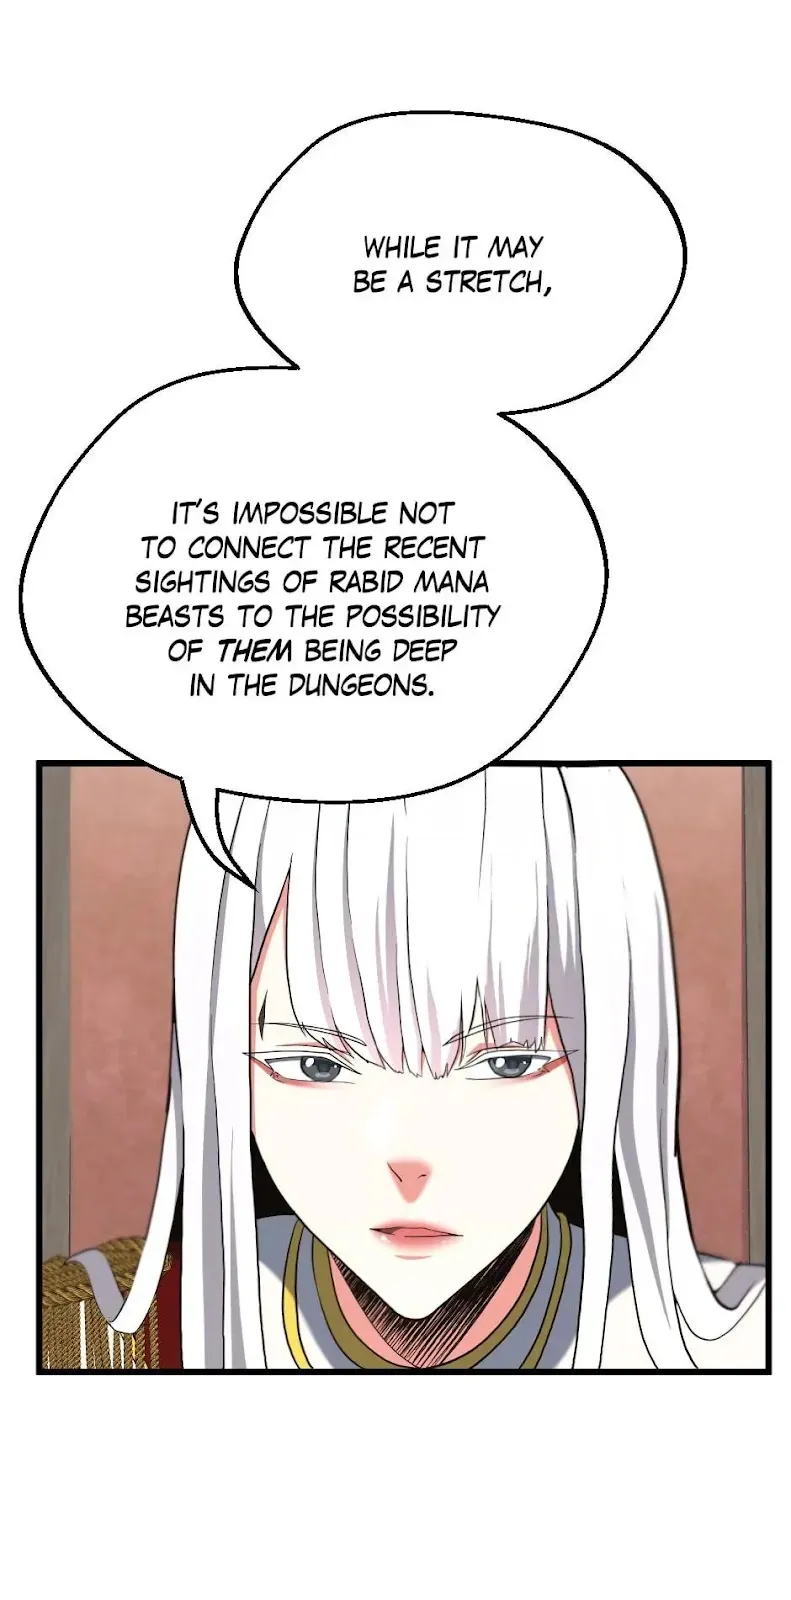 WHILE IT MAY
BE A STRETCH,
IT'S IMPOSSIBLE NOT
TO CONNECT THE RECENT
SIGHTINGS OF RABID MANA
BEASTS TO THE POSSIBILITY
OF THEM BEING DEEP
IN THE DUNGEONS.